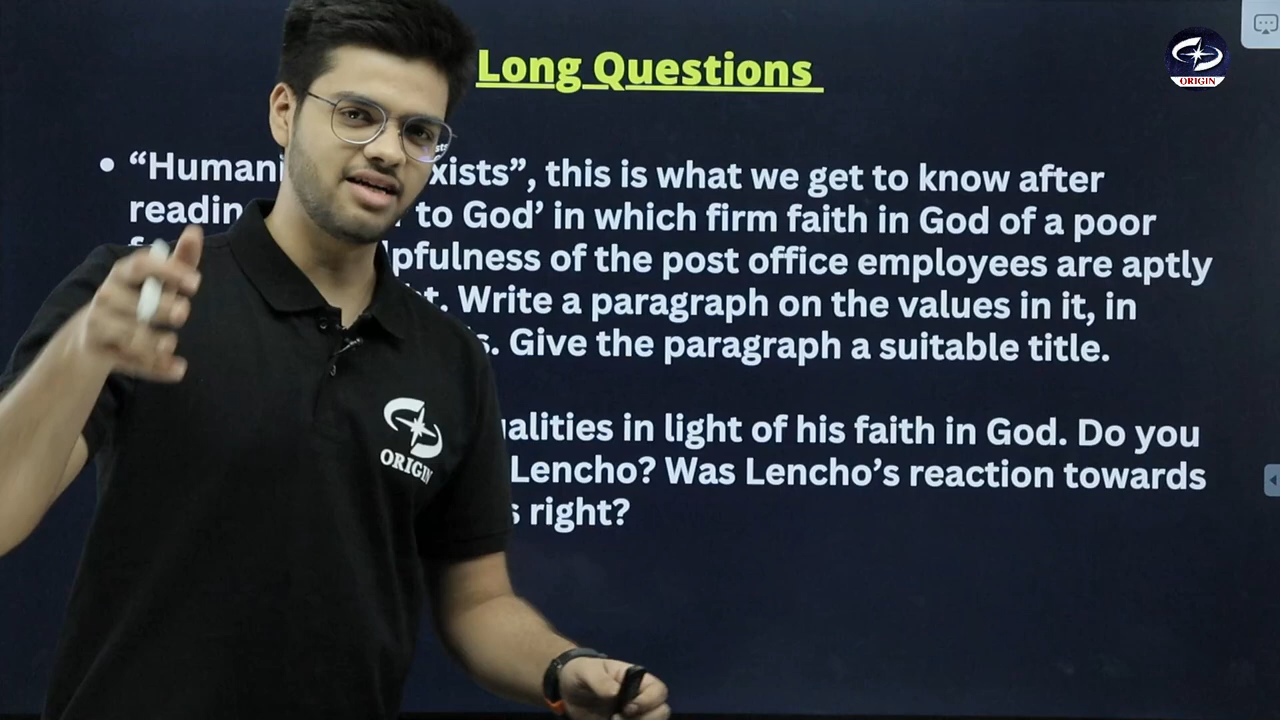 Long Questions
ORIGIN
• “Humani xists”, this is what we get to know after
readin to God’ in which firm faith in God of a poor
lpfulness of the post office employees are aptly
. Write a paragraph on the values in it, in
. Give the paragraph a suitable title.
alities in light of his faith in God. Do you
Lencho? Was Lencho’s reaction towards
right?
ORIGIN